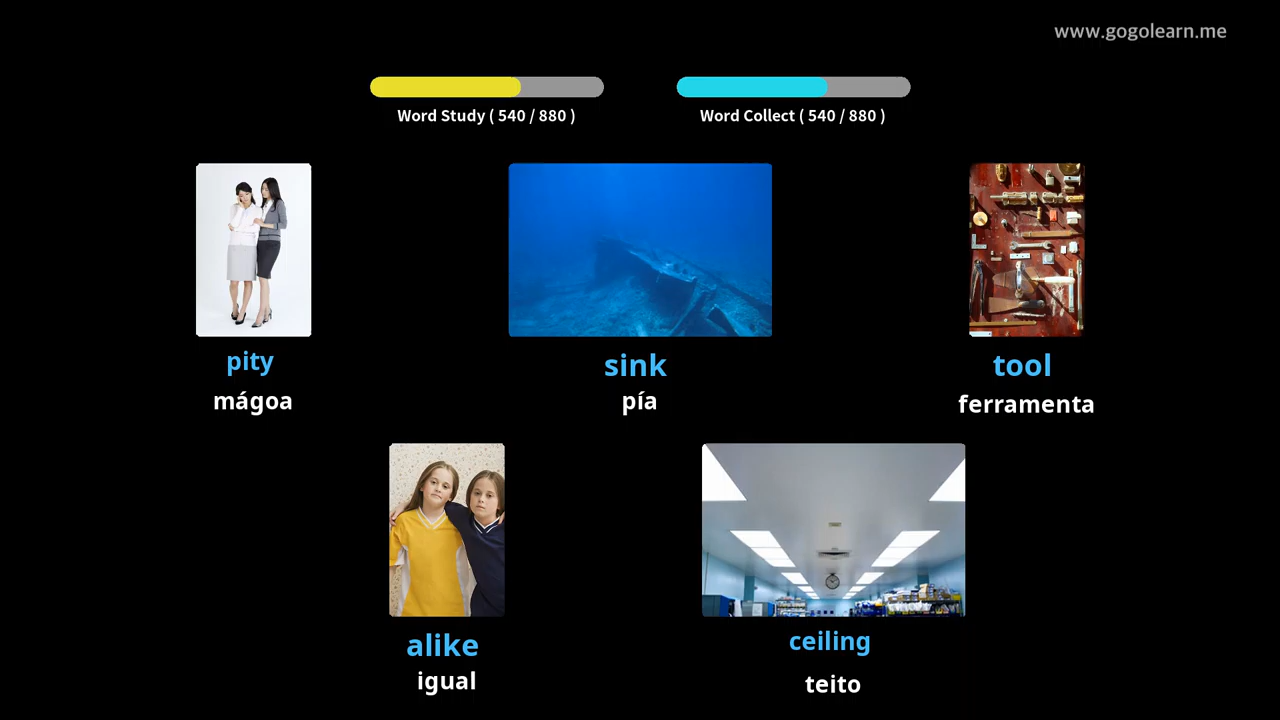 www.gogolearn.me
Word Study ( 540 / 880 )
Word Collect ( 540 / 880 )
pity
mágoa
sink
pía
tool
ferramenta
alike
igual
ceiling
teito